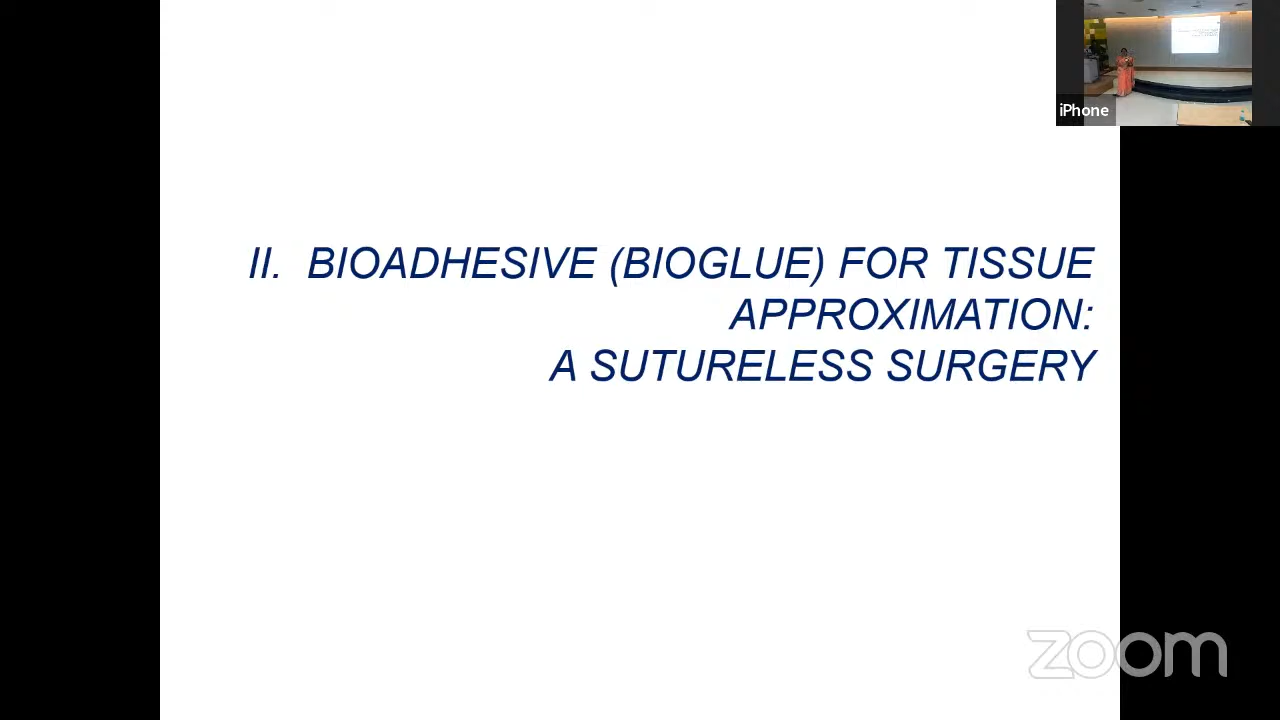 iPhone
II. BIOADHESIVE (BIOGLUE) FOR TISSUE
APPROXIMATION:
A SUTURELESS SURGERY
zoom